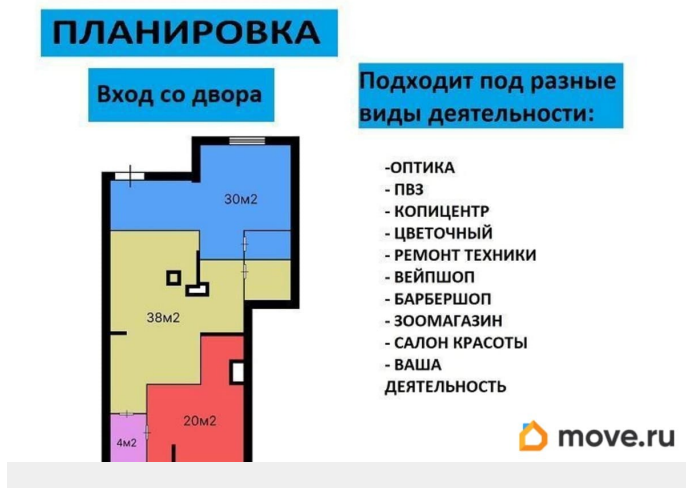 ПЛАНИРОВКА
Вход со двора
Подходит под разные
виды деятельности:
30м2
38м2
20м2
4м2
-ОПТИКА
- ПВЗ
- КОПИЦЕНТР
- ЦВЕТОЧНЫЙ
- РЕМОНТ ТЕХНИКИ
- ВЕЙПШОП
- БАРБЕРШОП
- ЗООМАГАЗИН
- САЛОН КРАСОТЫ
- ВАША
ДЕЯТЕЛЬНОСТЬ
move.ru